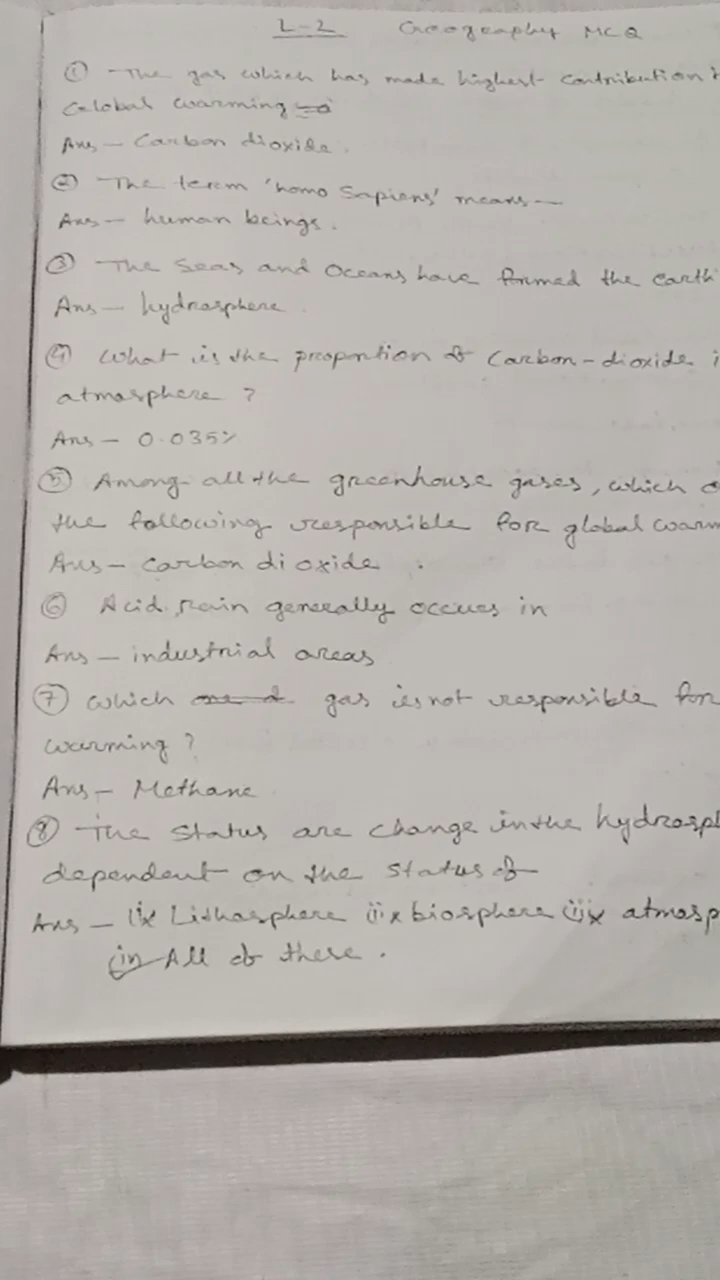 L-2 Geography MCQ
① The gas which has made highest contribution
Global warming
Ans - Carbon dioxide.
② The term 'homo Sapiens' means -
Ans - human beings.
③ The Seas and Oceans have formed the earth
Ans - hydrosphere
④ What is the proportion of Carbon-dioxide i
atmosphere ?
Ans - 0.035%
⑤ Among all the greenhouse gases, which o
the following responsible for global warm
Ans - Carbon di oxide .
⑥ Acid rain generally occurs in
Ans - industrial areas
⑦ Which gas is not responsible for
warming ?
Ans - Methane
⑧ The Status are change in the hydrosph
dependent on the status of
Ans - i) x Lithosphere ii) x biosphere iii) x atmosp
All of these .